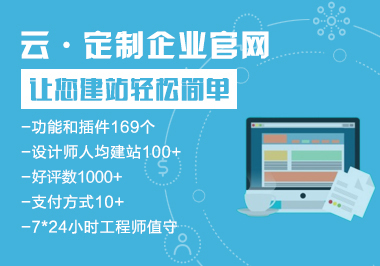 云·定制企业官网
让您建站轻松简单
-功能和插件169个
-设计师人均建站100+
-好评数1000+
-支付方式10+
-7*24小时工程师值守